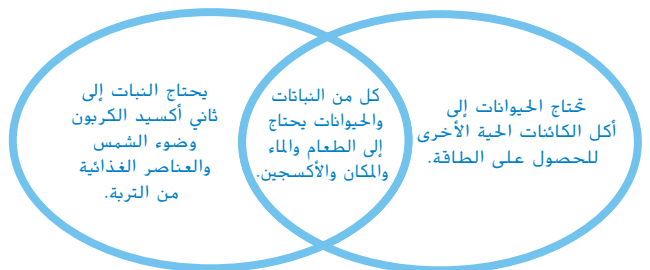 تحتاج الحيوانات إلى
أكل الكائنات الحية الأخرى
للحصول على الطاقة.
كل من النباتات
والحيوانات يحتاج
إلى الطعام والماء
والمكان والأكسجين.
يحتاج النبات إلى
ثاني أكسيد الكربون
وضوء الشمس
والعناصر الغذائية
من التربة.